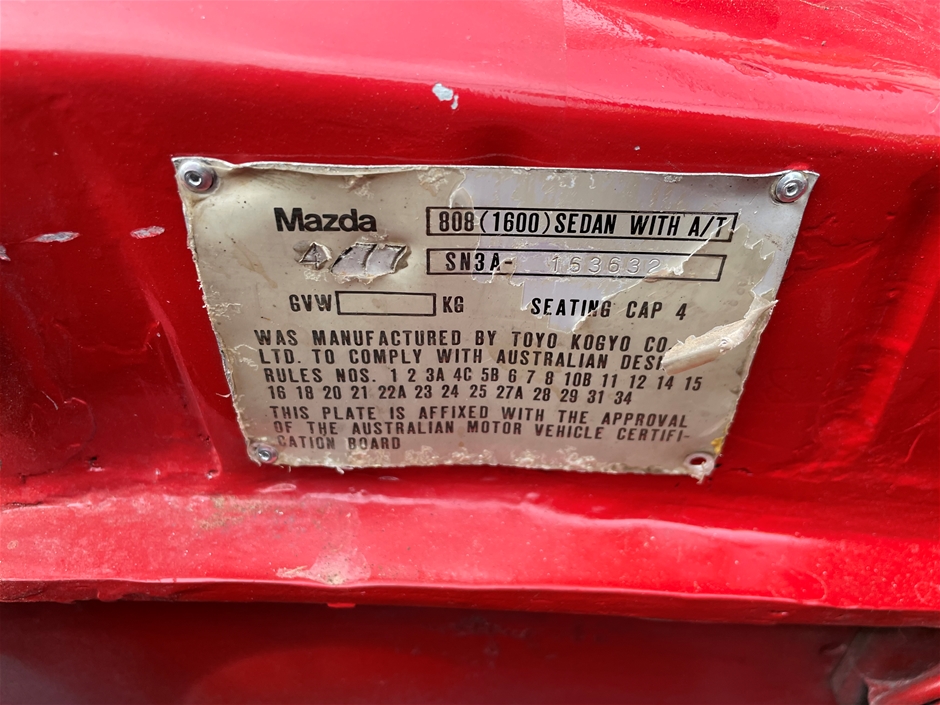 Mazda 808 (1600) SEDAN WITH A/T
4/77 SN3A- 163632
GVW KG SEATING CAP 4
WAS MANUFACTURED BY TOYO KOGYO CO.
LTD. TO COMPLY WITH AUSTRALIAN
RULES NOS. 1 2 3A 4C 5B 6 7 8 10B 11 12 14 15
16 18 20 21 22A 23 24 25 27A 28 29 31 34
THIS PLATE IS AFFIXED WITH THE APPROVAL
OF THE AUSTRALIAN MOTOR VEHICLE CERTIFI-
CATION BOARD